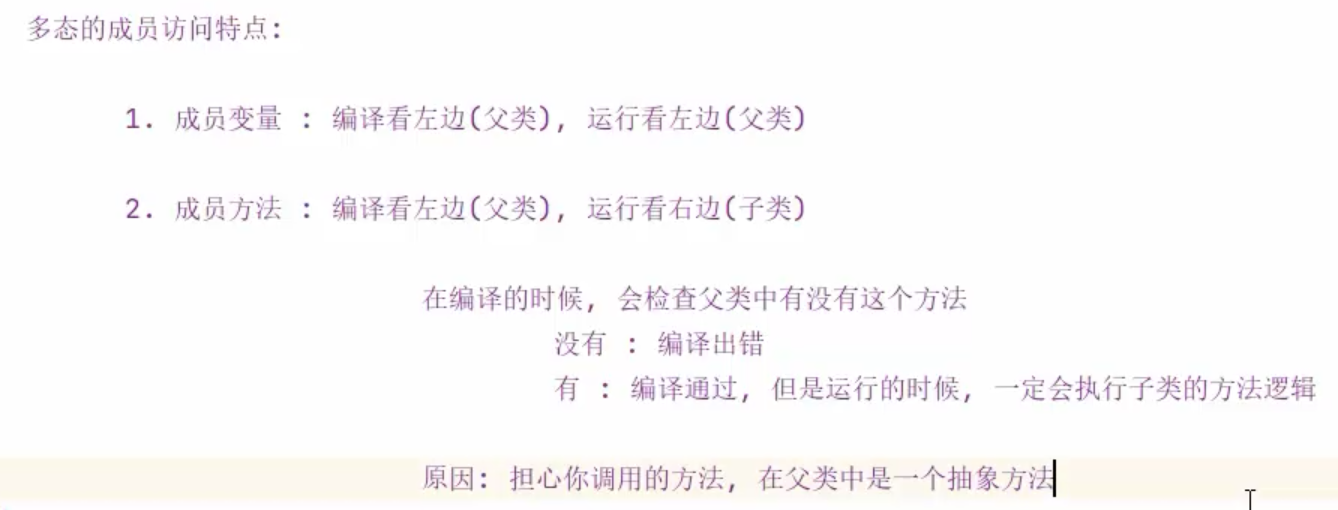 多态的成员访问特点:
1. 成员变量 : 编译看左边(父类), 运行看左边(父类)
2. 成员方法 : 编译看左边(父类), 运行看右边(子类)
在编译的时候, 会检查父类中有没有这个方法
没有 : 编译出错
有 : 编译通过, 但是运行的时候, 一定会执行子类的方法逻辑
原因: 担心你调用的方法, 在父类中是一个抽象方法